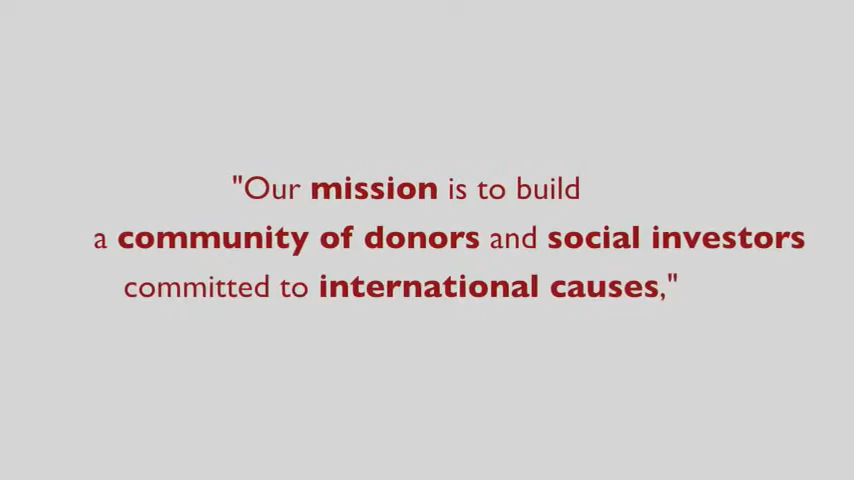 "Our mission is to build
a community of donors and social investors
committed to international causes,"